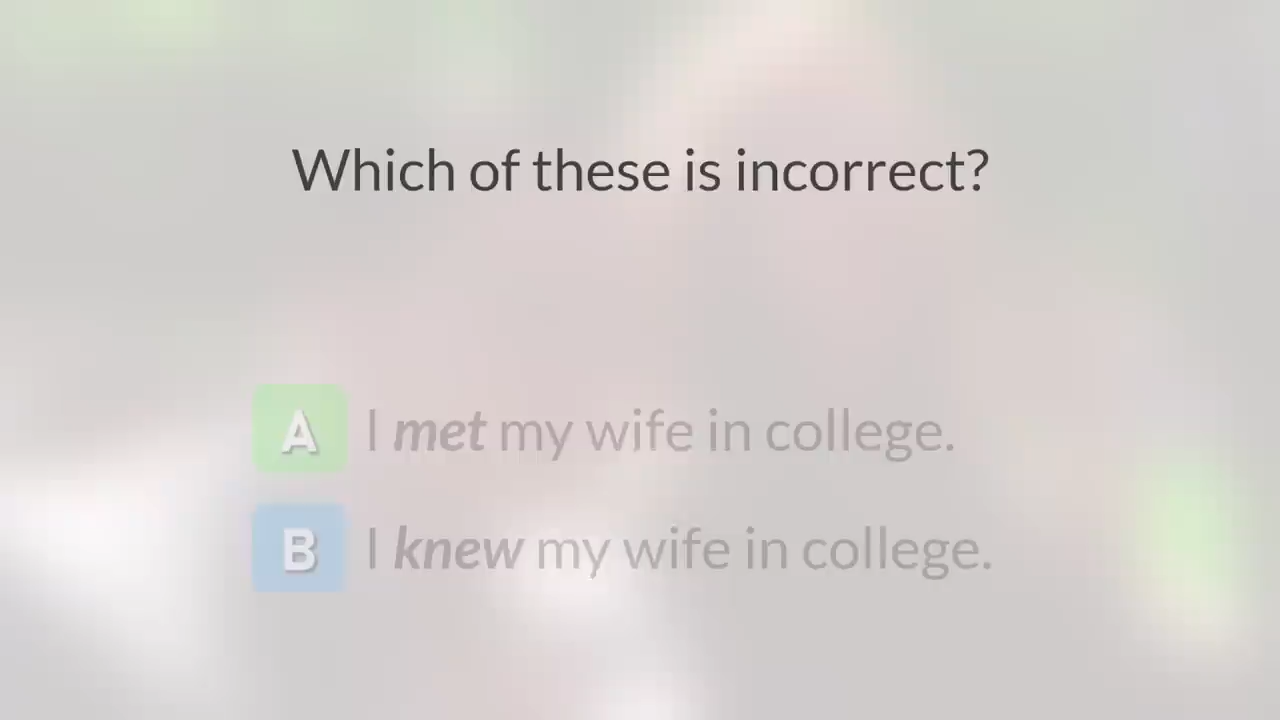 Which of these is incorrect?
A I met my wife in college.
B I knew my wife in college.